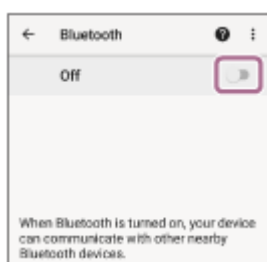 Bluetooth
Off
When Bluetooth is turned on, your device
can communicate with other nearby
Bluetooth devices.